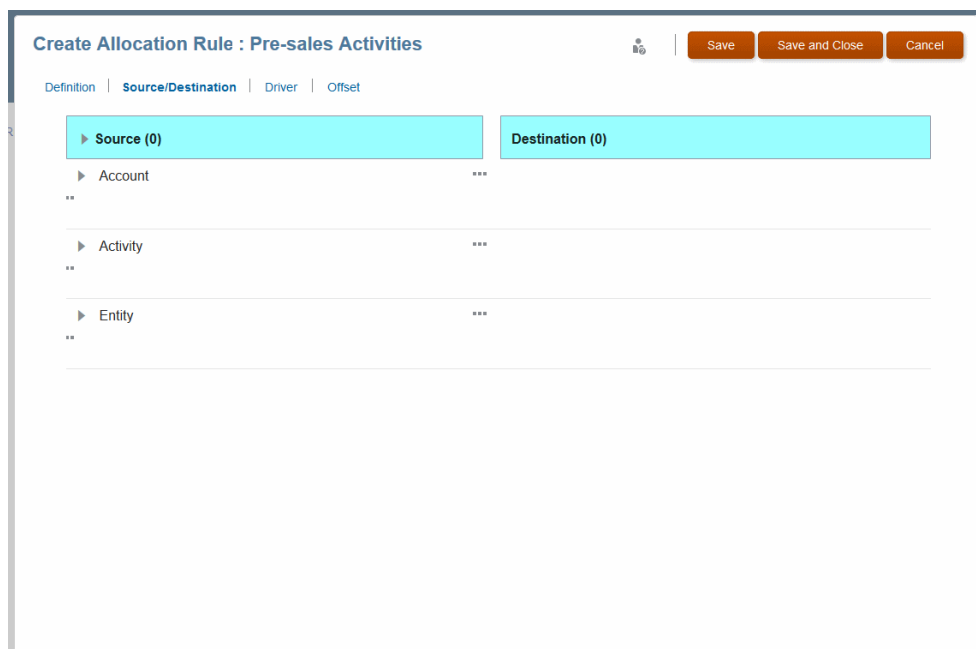 Create Allocation Rule : Pre-sales Activities
Save
Save and Close
Cancel
Definition
Source/Destination
Driver
Offset
R
Source (0)
Destination (0)
Account
Activity
Entity